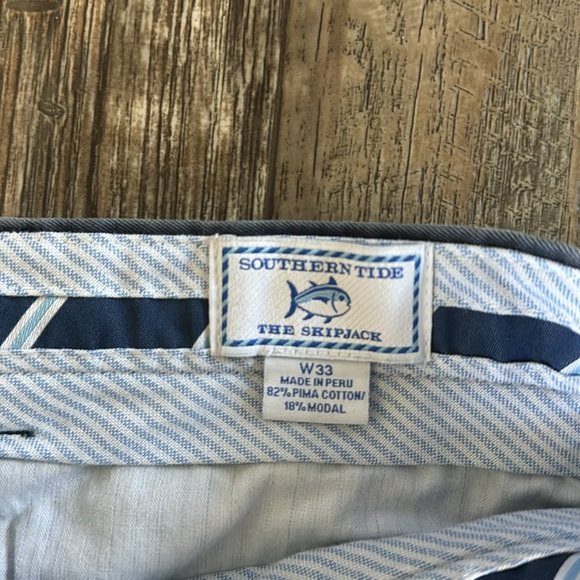 SOUTHERN TIDE
THE SKIPJACK
W33
MADE IN PERU
82% PIMA COTTON/
18% MODAL